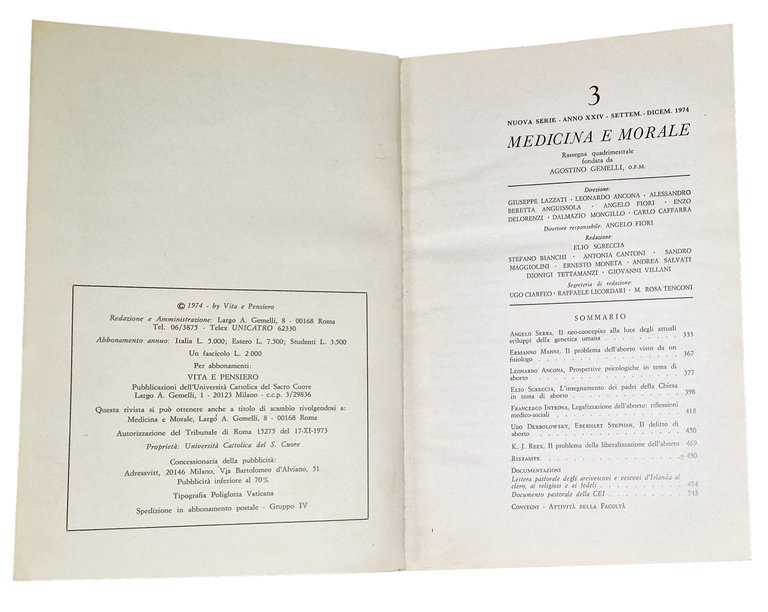 © 1974 - by Vita e Pensiero
Redazione e Amministrazione: Largo A. Gemelli, 8 - 00168 Roma
Tel. 06/3875 - Telex UNICATRO 62330
Abbonamento annuo: Italia L. 5.000; Estero L. 7.500; Studenti L. 3.500
Un fascicolo L. 2.000
Per abbonamenti:
VITA E PENSIERO
Pubblicazioni dell'Università Cattolica del Sacro Cuore
Largo A. Gemelli, 1 - 20123 Milano - c.c.p. 3/29836
Questa rivista si può ottenere anche a titolo di scambio rivolgendosi a:
Medicina e Morale, Largo A. Gemelli, 8 - 00168 Roma
Autorizzazione del Tribunale di Roma 15275 del 17-XI-1973
Proprietà: Università Cattolica del S. Cuore
Concessionaria della pubblicità:
Adressvitt, 20146 Milano, Via Bartolomeo d'Alviano, 51
Pubblicità inferiore al 70%
Tipografia Poliglotta Vaticana
Spedizione in abbonamento postale - Gruppo IV
3
NUOVA SERIE - ANNO XXIV - SETTEM. - DICEM. 1974
MEDICINA E MORALE
Rassegna quadrimestrale
fondata da
AGOSTINO GEMELLI, O.F.M.
Direzione:
GIUSEPPE LAZZATI · LEONARDO ANCONA · ALESSANDRO
BERETTA ANGUISSOLA · ANGELO FIORI · ENZO
DELORENZI · DALMAZIO MONGILLO · CARLO CAFFARRA
Direttore responsabile: ANGELO FIORI
Redazione:
ELIO SGRECCIA
STEFANO BIANCHI · ANTONIA CANTONI · SANDRO
MAGGIOLINI · ERNESTO MONETA · ANDREA SALVATI
DIONIGI TETTAMANZI · GIOVANNI VILLANI
Segreteria di redazione:
UGO CIARFEO · RAFFAELE LICORDARI · M. ROSA TENCONI
SOMMARIO
ANGELO SERRA, Il neo-concepito alla luce degli attuali
sviluppi della genetica umana . . . . . . . . . 333
ERMANNO MANNI, Il problema dell'aborto visto da un
fisiologo . . . . . . . . . . . . . . . 367
LEONARDO ANCONA, Prospettive psicologiche in tema di
aborto . . . . . . . . . . . . . . . . 377
ELIO SGRECCIA, L'insegnamento dei padri della Chiesa
in tema di aborto . . . . . . . . . . . . 398
FRANCESCO INTRONA, Legalizzazione dell'aborto: riflessioni
medico-sociali . . . . . . . . . . . . . 418
UGO DERBOLOWSKY, EBERHART STEPHAN, Il delitto di
aborto . . . . . . . . . . . . . . . . 450
K. J. REES, Il problema della liberalizzazione dell'aborto 469
RISTAMPE . . . . . . . . . . . . . . . 480
DOCUMENTAZIONI
Lettera pastorale degli arcivescovi e vescovi d'Irlanda al
clero, ai religiosi e ai fedeli . . . . . . . . . 494
Documento pastorale della CEI . . . . . . . . . 543
CONVEGNI - ATTIVITÀ DELLA FACOLTÀ